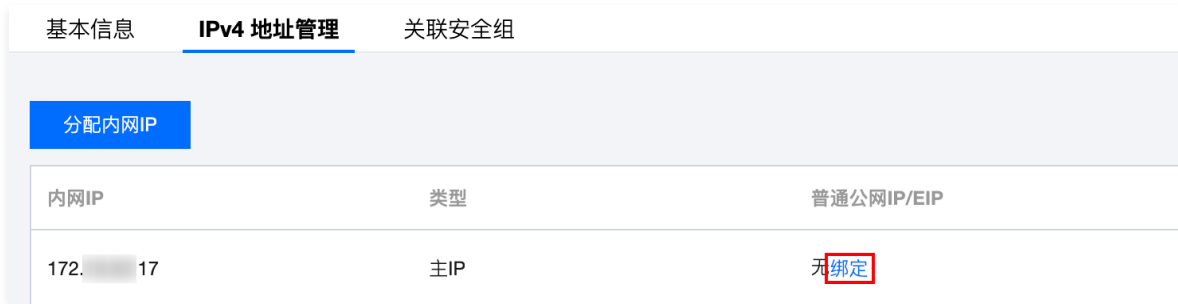 基本信息 IPv4 地址管理 关联安全组
分配内网IP
内网IP 类型 普通公网IP/EIP
172. 17 主IP 无 绑定